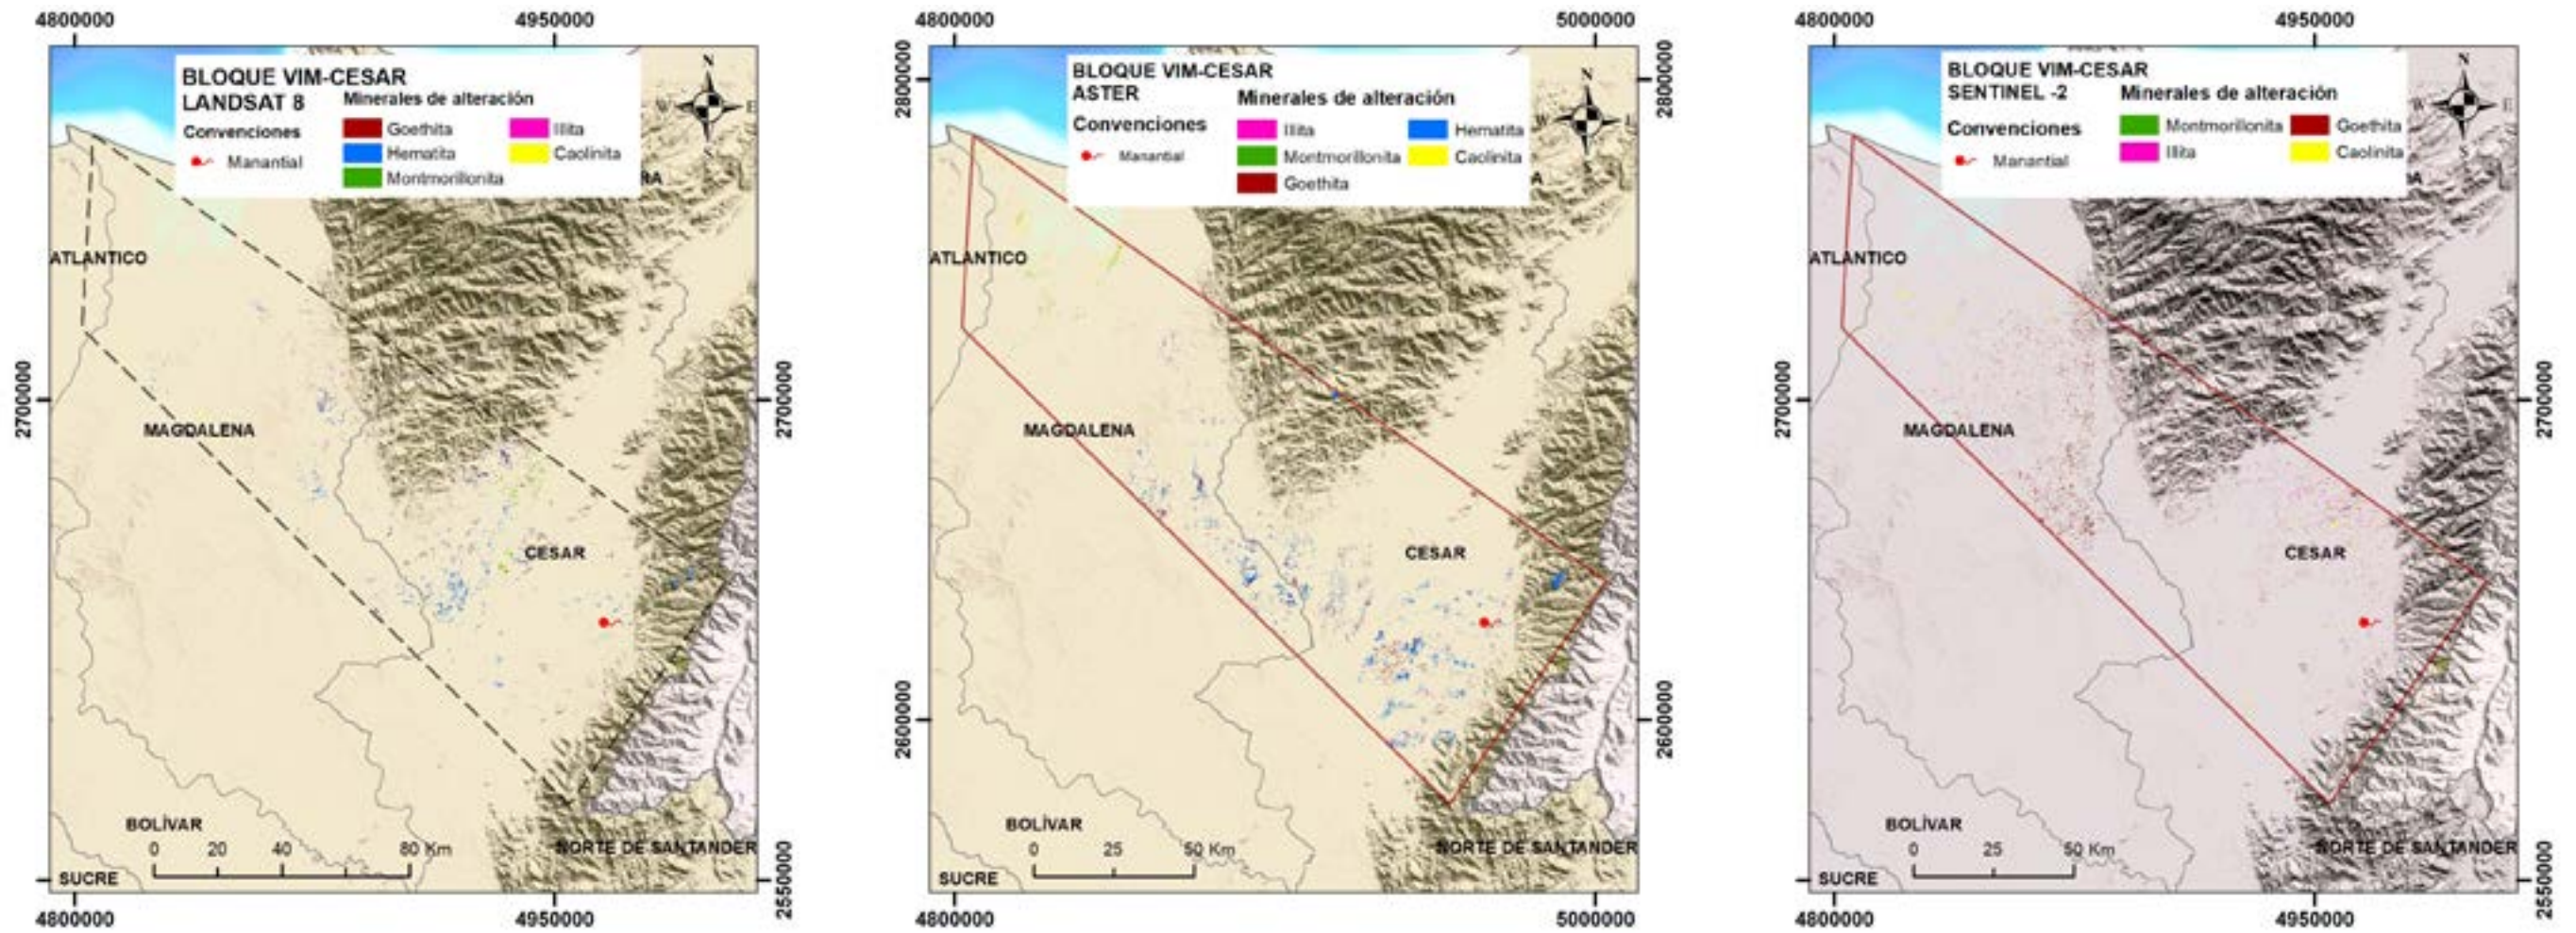 4800000 4950000
BLOQUE VIM-CESAR
LANDSAT 8
Minerales de alteración
Convenciones
Manantial
Goethita
Hematita
Montmorillonita
Illita
Caolinita
N
W E
S
RA
ATLANTICO
MAGDALENA
CESAR
BOLÍVAR
NORTE DE SANTANDER
SUCRE
0 20 40 80 Km
2700000
2700000
2550000
4800000 4950000
4800000 5000000
2800000
2800000
BLOQUE VIM-CESAR
ASTER
Minerales de alteración
Convenciones
Manantial
Illita
Montmorillonita
Goethita
Hematita
Caolinita
N
W
S
A
ATLANTICO
MAGDALENA
CESAR
BOLÍVAR
NORTE DE SANTANDER
SUCRE
0 25 50 Km
2600000
2600000
4800000 5000000
4800000 4950000
BLOQUE VIM-CESAR
SENTINEL -2
Minerales de alteración
Convenciones
Manantial
Montmorillonita
Illita
Goethita
Caolinita
N
W E
S
RA
ATLANTICO
MAGDALENA
CESAR
BOLÍVAR
NORTE DE SANTANDER
SUCRE
0 25 50 Km
2700000
2700000
2550000
4800000 4950000